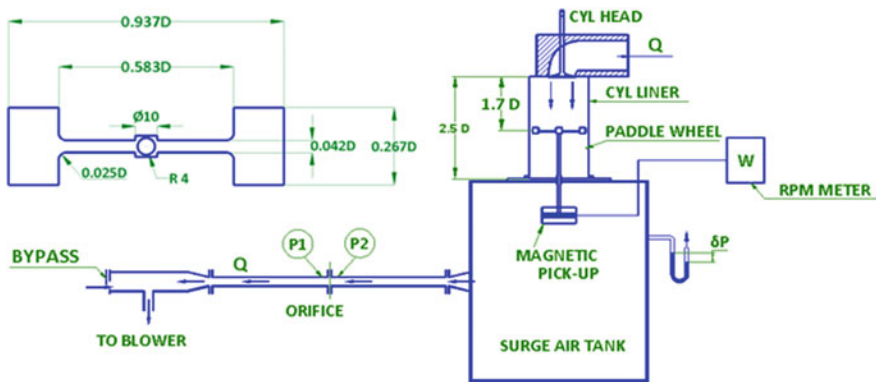 0.937D
0.583D
Ø10
0.042D
0.267D
0.025D
R 4
CYL HEAD
Q
CYL LINER
1.7 D
2.5 D
PADDLE WHEEL
W
RPM METER
MAGNETIC
PICK-UP
δP
BYPASS
Q
P1
P2
ORIFICE
TO BLOWER
SURGE AIR TANK